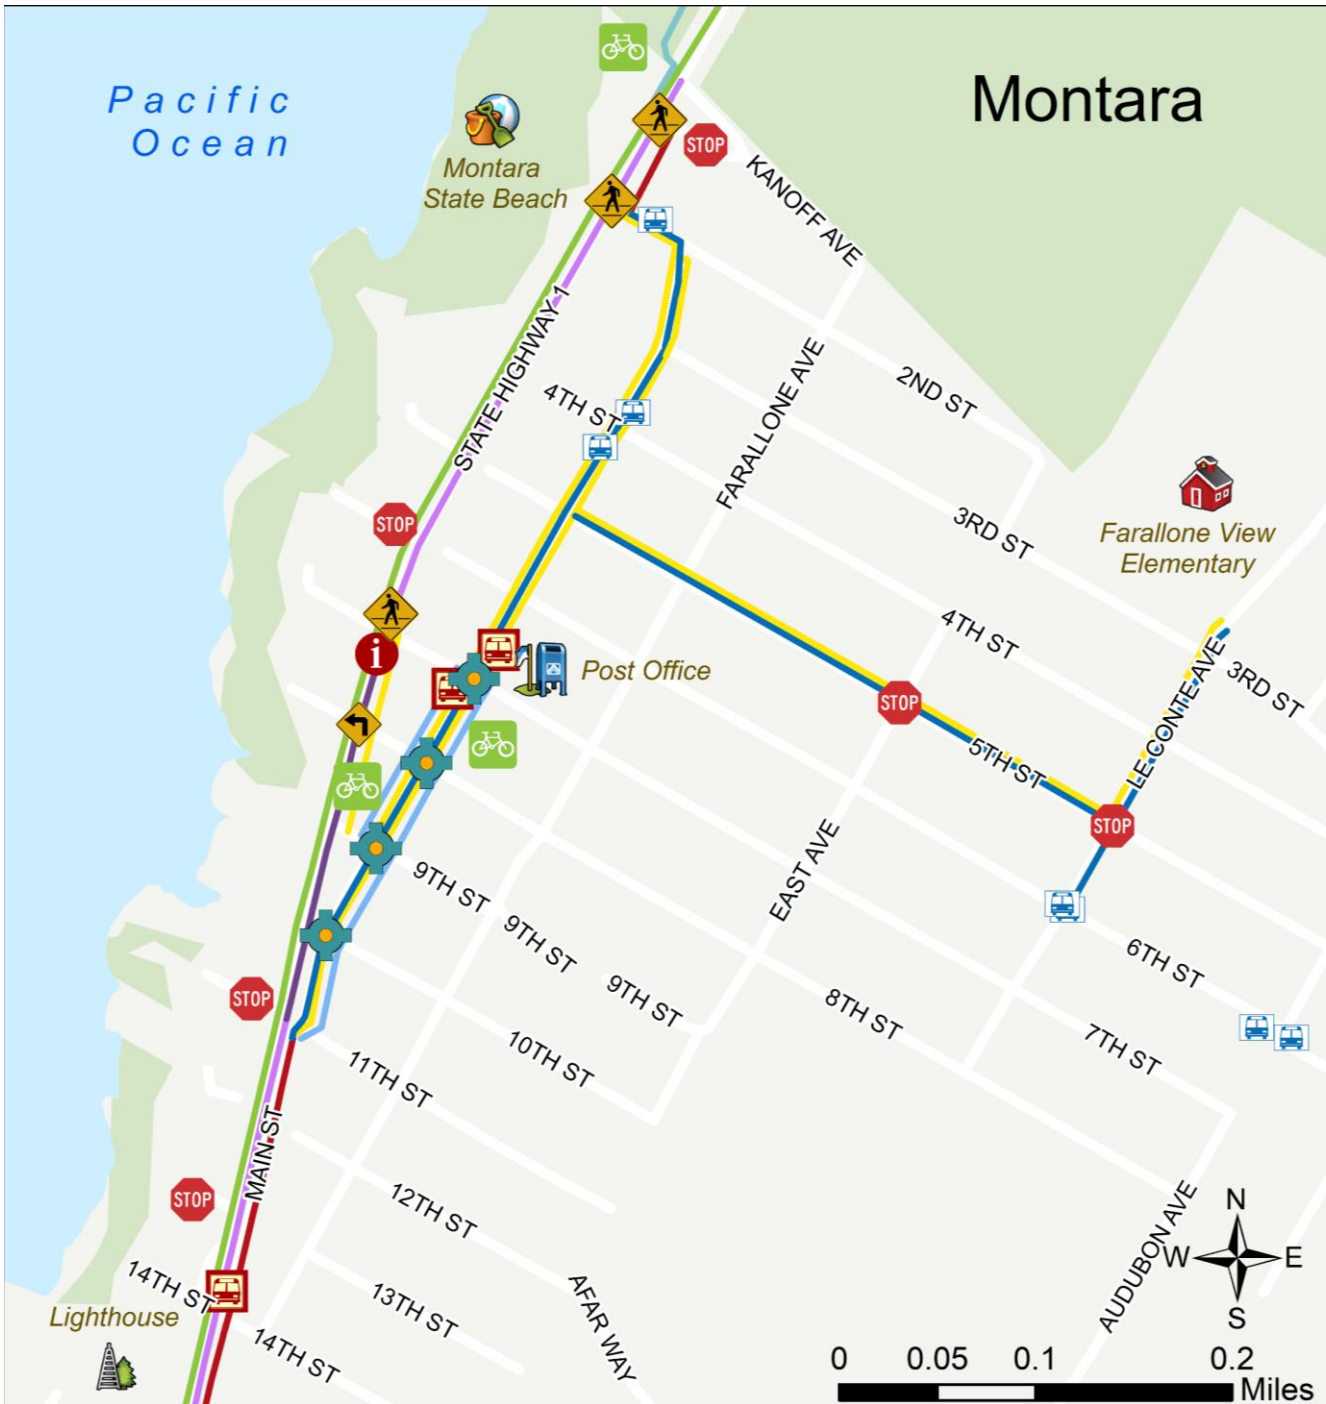 Pacific
Ocean
Montara
Montara
State Beach
STOP
KANOFF AVE
STATE HIGHWAY 1
4TH ST
FARALLONE AVE
2ND ST
3RD ST
Farallone View
Elementary
STOP
4TH ST
i
Post Office
3RD ST
STOP
5TH ST
LE CONTE AVE
STOP
9TH ST
EAST AVE
9TH ST
9TH ST
6TH ST
STOP
8TH ST
7TH ST
10TH ST
11TH ST
MAIN ST
STOP
12TH ST
AUDUBON AVE
N
W
E
S
14TH ST
Lighthouse
13TH ST
14TH ST
AFAR WAY
0 0.05 0.1 0.2
Miles